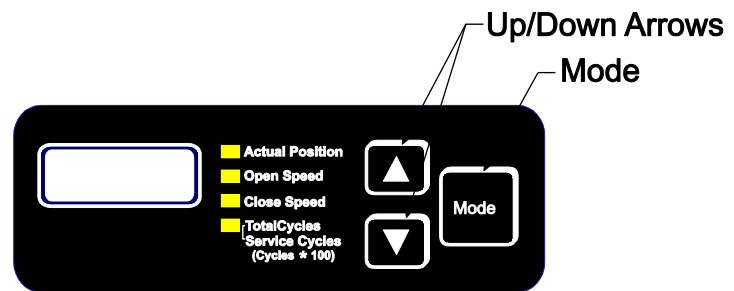 Up/Down Arrows
Mode
Actual Position
Open Speed
Close Speed
TotalCycles
Service Cycles
(Cycles * 100)
Mode